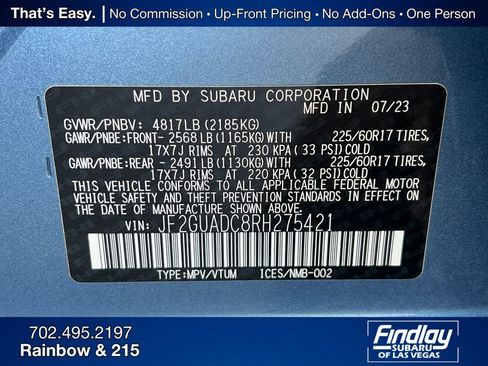 That's Easy. | No Commission • Up-Front Pricing • No Add-Ons • One Person
MFD BY SUBARU CORPORATION
07/23
GVWR/PNBV: 4817LB (2185KG)
GAWR/PNBE:FRONT- 2568LB (1165KG)WITH 225/60R17 TIRES,
17X7J RIMS AT 230 KPA (33 PSI) COLD
GAWR/PNBE:REAR - 2491LB (1130KG)WITH 225/60R17 TIRES,
17X7J RIMS AT 220 KPA (32 PSI) COLD
THIS VEHICLE CONFORMS TO ALL APPLICABLE FEDERAL MOTOR
VEHICLE SAFETY AND THEFT PREVENTION STANDARDS IN
EFFECT ON THE DATE OF MANUFACTURE SHOWN ABOVE.
VIN: JF2GUADC8RH275421
TYPE:MPV/VTUM ICES/NMB-002
702.495.2197
Rainbow & 215
Findlay
SUBARU
OF LAS VEGAS